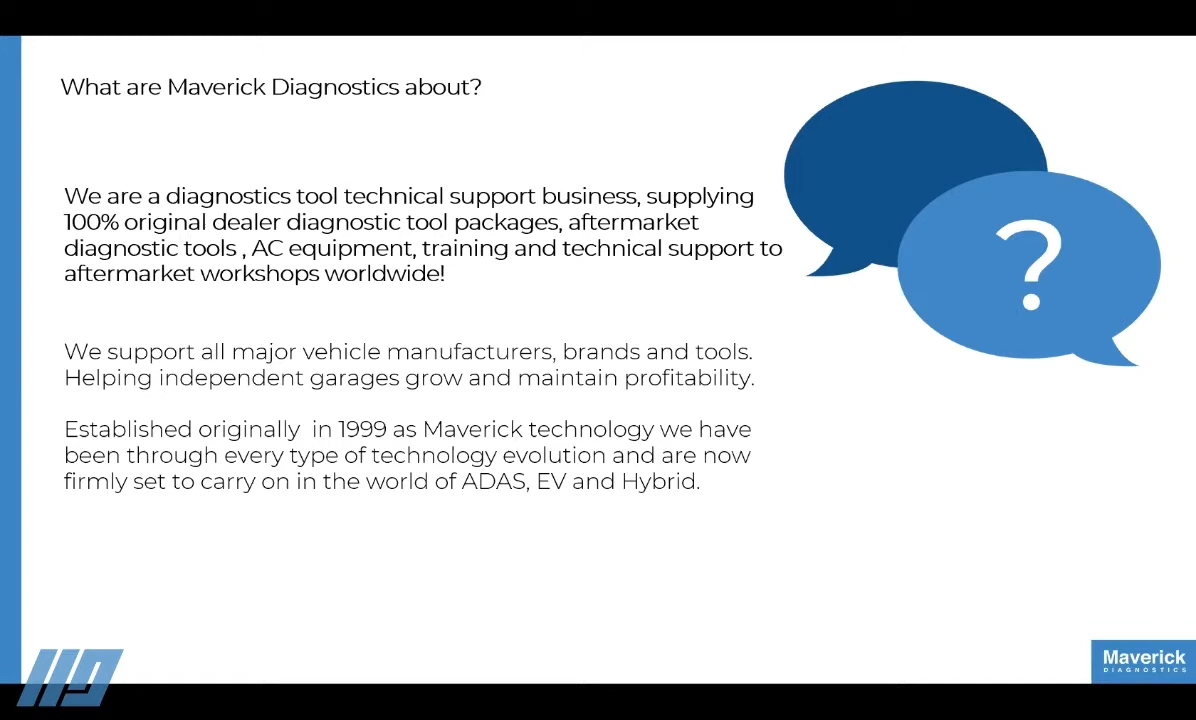 What are Maverick Diagnostics about?
We are a diagnostics tool technical support business, supplying
100% original dealer diagnostic tool packages, aftermarket
diagnostic tools , AC equipment, training and technical support to
aftermarket workshops worldwide!
We support all major vehicle manufacturers, brands and tools.
Helping independent garages grow and maintain profitability.
Established originally  in 1999 as Maverick technology we have
been through every type of technology evolution and are now
firmly set to carry on in the world of ADAS, EV and Hybrid.
?
Maverick
DIAGNOSTICS